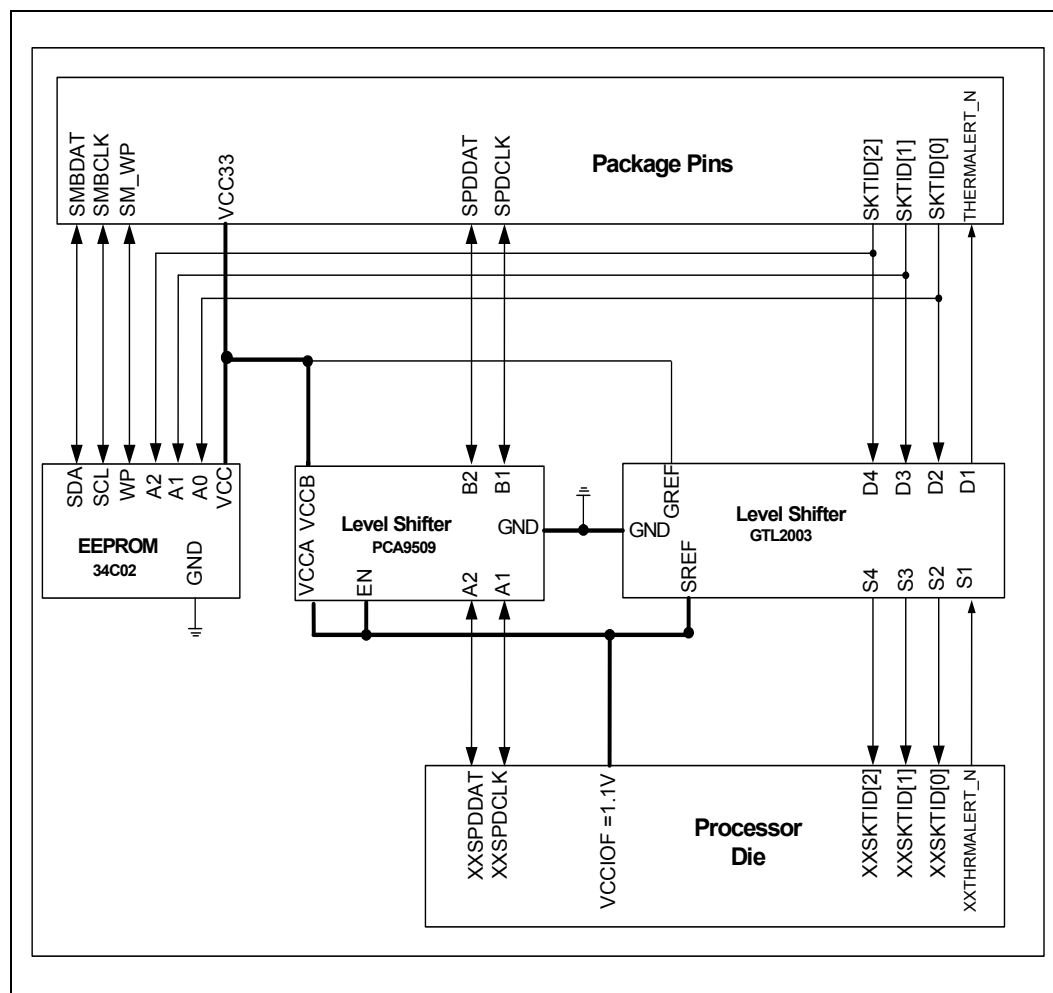 SMBDAT
SMBCLK
SM_WP
VCC33
SPDDAT
SPDCLK
SKTID[2]
SKTID[1]
SKTID[0]
THERMALERT_N
Package Pins
SDA
SCL
WP
A2
A1
A0
VCC
EEPROM
34C02
GND
VCCA
VCCB
B2
B1
Level Shifter
PCA9509
GND
EN
A2
A1
GND
GREF
D4
D3
D2
D1
Level Shifter
GTL2003
SREF
S4
S3
S2
S1
XXSPDDAT
XXSPDCLK
VCCIOF =1.1V
XXSKTID[2]
XXSKTID[1]
XXSKTID[0]
XXTHRMALERT_N
Processor
Die